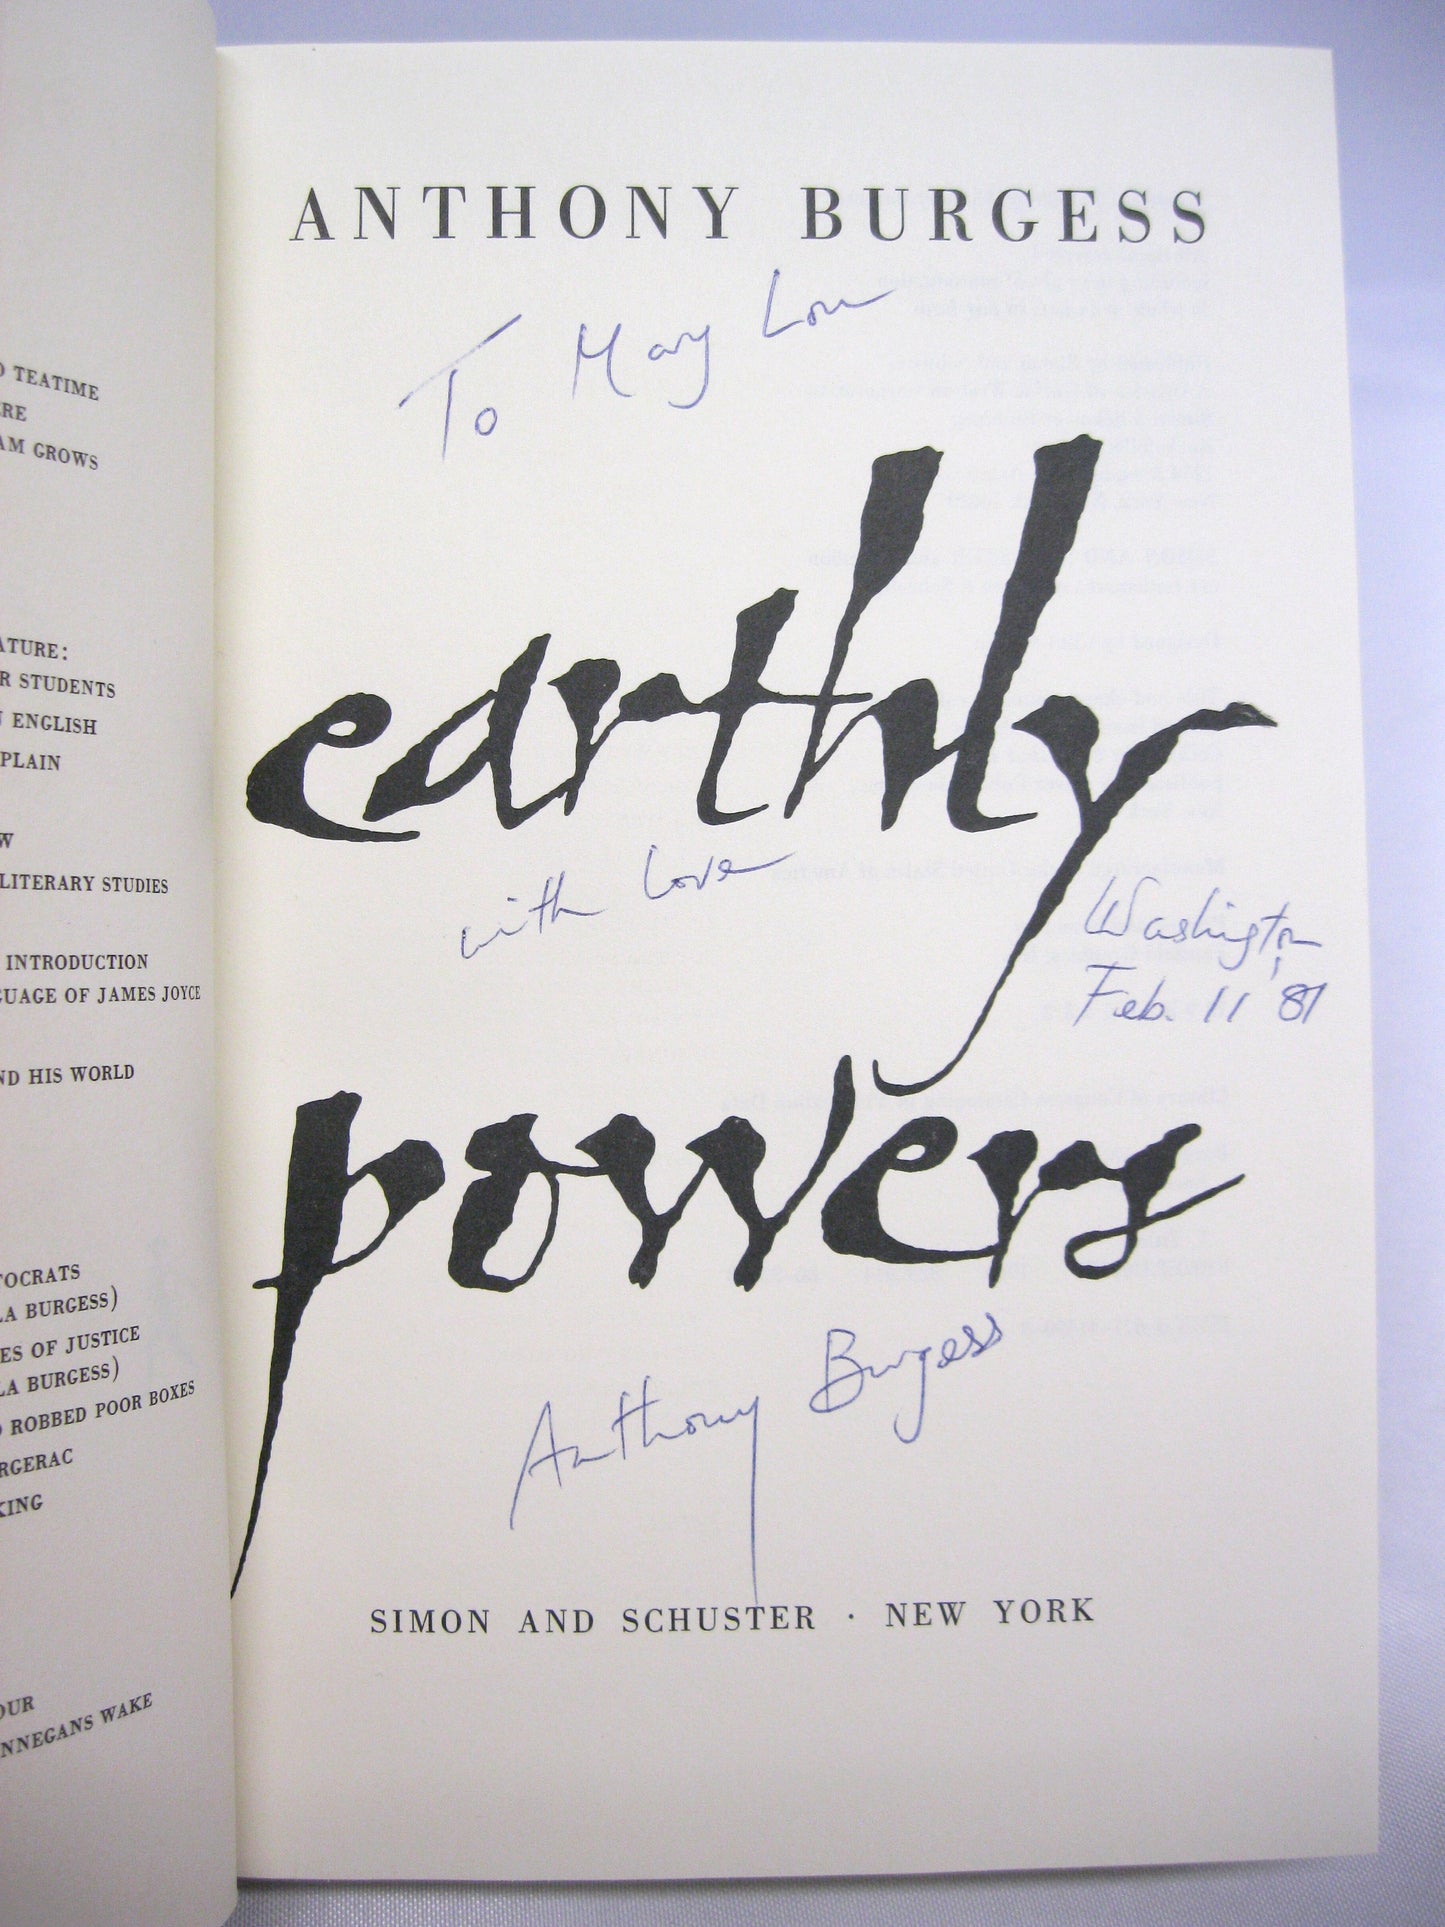 TEATIME
ERE
AM GROWS
ATURE:
R STUDENTS
ENGLISH
PLAIN
W
LITERARY STUDIES
INTRODUCTION
GUAGE OF JAMES JOYCE
ND HIS WORLD
TOCRATS
LA BURGESS)
ES OF JUSTICE
LA BURGESS)
ROBBED POOR BOXES
RGERAC
KING
OUR
NNEGANS WAKE
ANTHONY BURGESS
To Mary Lou
earthly
with love
Washington,
Feb. 11 '81
powers
Anthony Burgess
SIMON AND SCHUSTER · NEW YORK